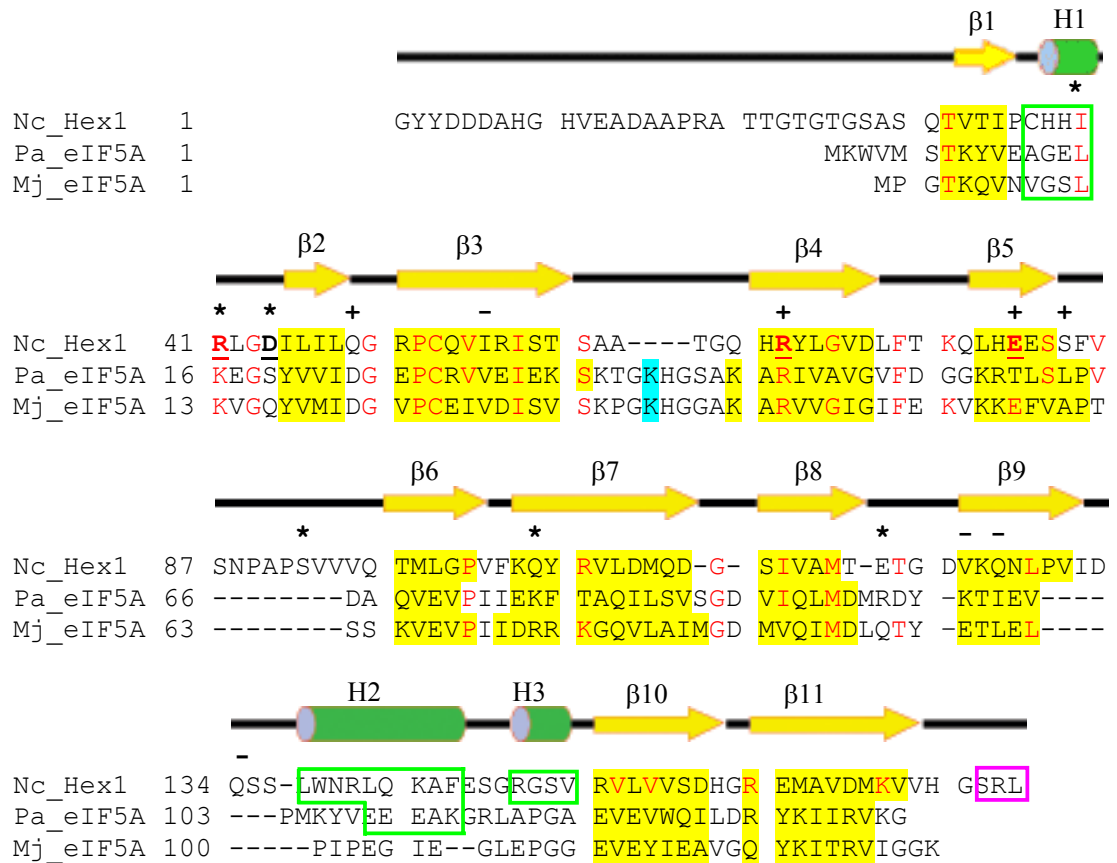 β1 H1
*
Nc_Hex1 1 GYYDDDAHG HVEADAAPRA TTGTGTGSAS QTVTIPCHHI
Pa_eIF5A 1 MKWVM STKYVEAGEL
Mj_eIF5A 1 MP GTKQVNVGSL
β2 β3 β4 β5
* * + - + + +
Nc_Hex1 41 RLGDILILQG RPCQVIRIST SAA----TGQ HRYLGVDLFT KQLHEESSFV
Pa_eIF5A 16 KEGSYVVIDG EPCRVVEIEK SKTGKHGSAK ARIVAVGVFD GGKRTLSLPV
Mj_eIF5A 13 KVGQYVMIDG VPCEIVDISV SKPGKHGGAK ARVVGIGIFE KVKKEFVAPT
β6 β7 β8 β9
* * * - -
Nc_Hex1 87 SNPAPSVVVQ TMLGPVFKQY RVLDMQD-G- SIVAMT-ETG DVKQNLPVID
Pa_eIF5A 66 --------DA QVEVPIIEKF TAQILSVSGD VIQLMDMRDY -KTIEV----
Mj_eIF5A 63 --------SS KVEVPIIDRR KGQVLAIMGD MVQIMDLQTY -ETLEL----
H2 H3 β10 β11
-
Nc_Hex1 134 QSS-LWNRLQ KAFESGRGSV RVLVVSDHGR EMAVDMKVVH GSRL
Pa_eIF5A 103 ---PMKYVEE EEAKGRLAPGA EVEVWQILDR YKIIRVKG
Mj_eIF5A 100 ----PIPEG IE--GLEPGG EVEYIEAVGQ YKITRVIGGK